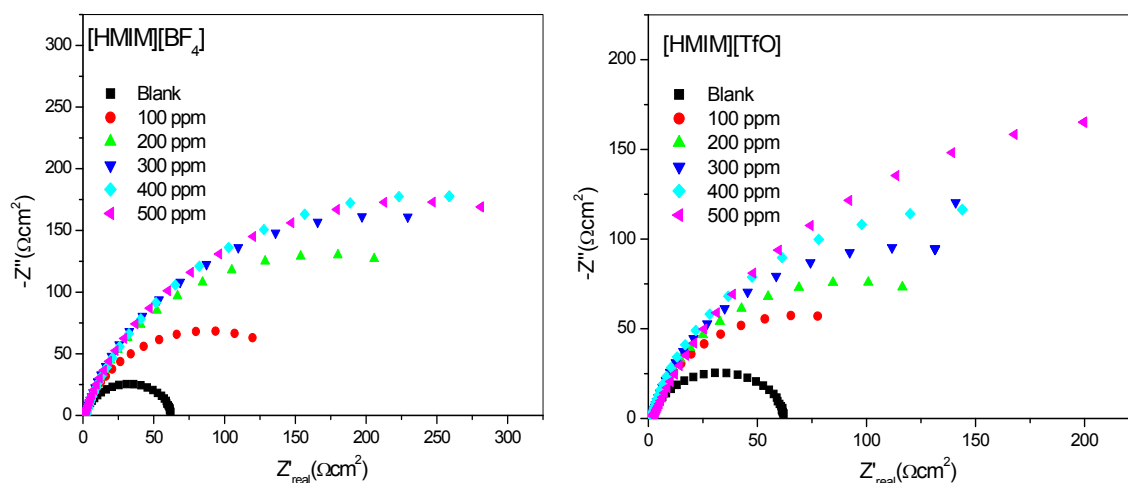 [HMIM][BF4]
Blank
100 ppm
200 ppm
300 ppm
400 ppm
500 ppm
-Z''(Ωcm2)
300
250
200
150
100
50
0
0 50 100 150 200 250 300
Z'real(Ωcm2)
[HMIM][TfO]
Blank
100 ppm
200 ppm
300 ppm
400 ppm
500 ppm
-Z''(Ωcm2)
200
150
100
50
0
0 50 100 150 200
Z'real(Ωcm2)